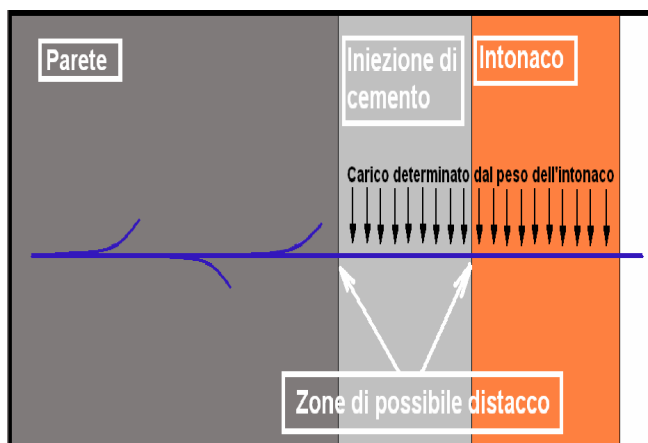 Parete
Iniezione di
cemento
Intonaco
Carico determinato dal peso dell'intonaco
Zone di possibile distacco